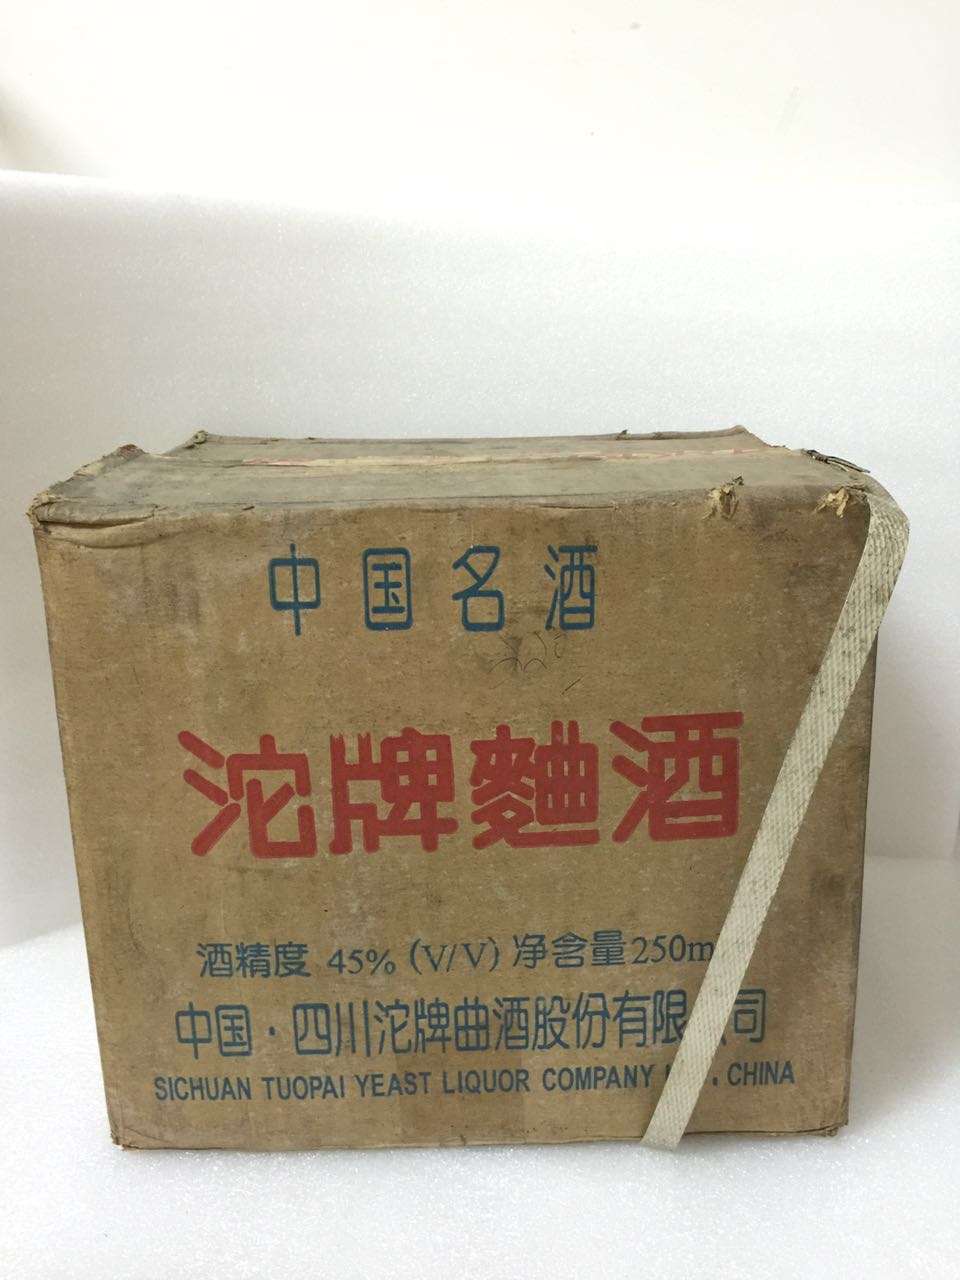 中国名酒
沱牌麯酒
酒精度 45% (V/V) 净含量250m
中国·四川沱牌曲酒股份有限 司
SICHUAN TUOPAI YEAST LIQUOR COMPANY , CHINA